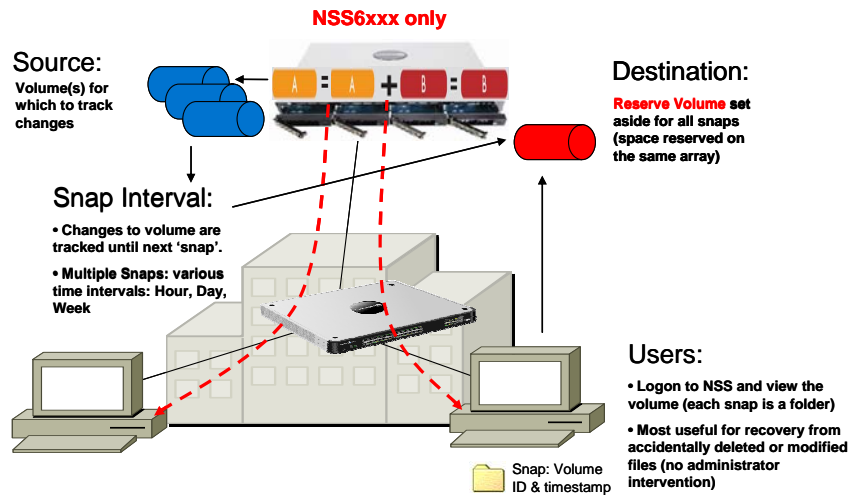 NSS6xxx only
Source:
Volume(s) for
which to track
changes
A = A + B = B
Destination:
Reserve Volume set
aside for all snaps
(space reserved on
the same array)
Snap Interval:
• Changes to volume are
tracked until next ‘snap’.
• Multiple Snaps: various
time intervals: Hour, Day,
Week
Users:
• Logon to NSS and view the
volume (each snap is a folder)
• Most useful for recovery from
accidentally deleted or modified
files (no administrator
intervention)
Snap: Volume
ID & timestamp